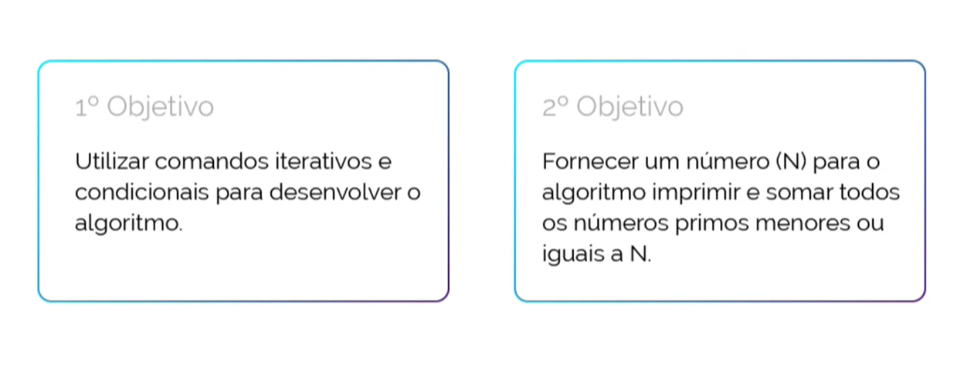 1º Objetivo
Utilizar comandos iterativos e
condicionais para desenvolver o
algoritmo.
2º Objetivo
Fornecer um número (N) para o
algoritmo imprimir e somar todos
os números primos menores ou
iguais a N.